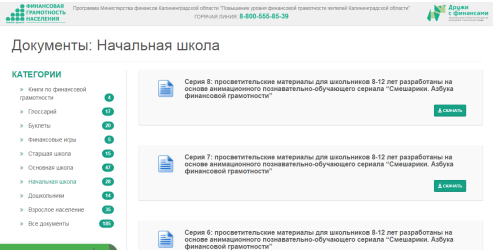 ФИНАНСОВАЯ
ГРАМОТНОСТЬ
НАСЕЛЕНИЯ
Программа Министерства финансов Калининградской области "Повышение уровня финансовой грамотности жителей Калининградской области"
ГОРЯЧАЯ ЛИНИЯ: 8-800-555-85-39
Дружи
с финансами
Документы: Начальная школа
КАТЕГОРИИ
» Книги по финансовой
грамотности 4
» Глоссарий 17
» Буклеты 20
» Финансовые игры 5
» Старшая школа 15
» Основная школа 47
» Начальная школа 28
» Дошкольники 14
» Взрослое население 35
» Все документы 185
Серия 8: просветительские материалы для школьников 8-12 лет разработаны на
основе анимационного познавательно-обучающего сериала "Смешарики. Азбука
финансовой грамотности"
СКАЧАТЬ
Серия 7: просветительские материалы для школьников 8-12 лет разработаны на
основе анимационного познавательно-обучающего сериала "Смешарики. Азбука
финансовой грамотности"
СКАЧАТЬ
Серия 6: просветительские материалы для школьников 8-12 лет разработаны на
основе анимационного познавательно-обучающего сериала "Смешарики. Азбука
финансовой грамотности"